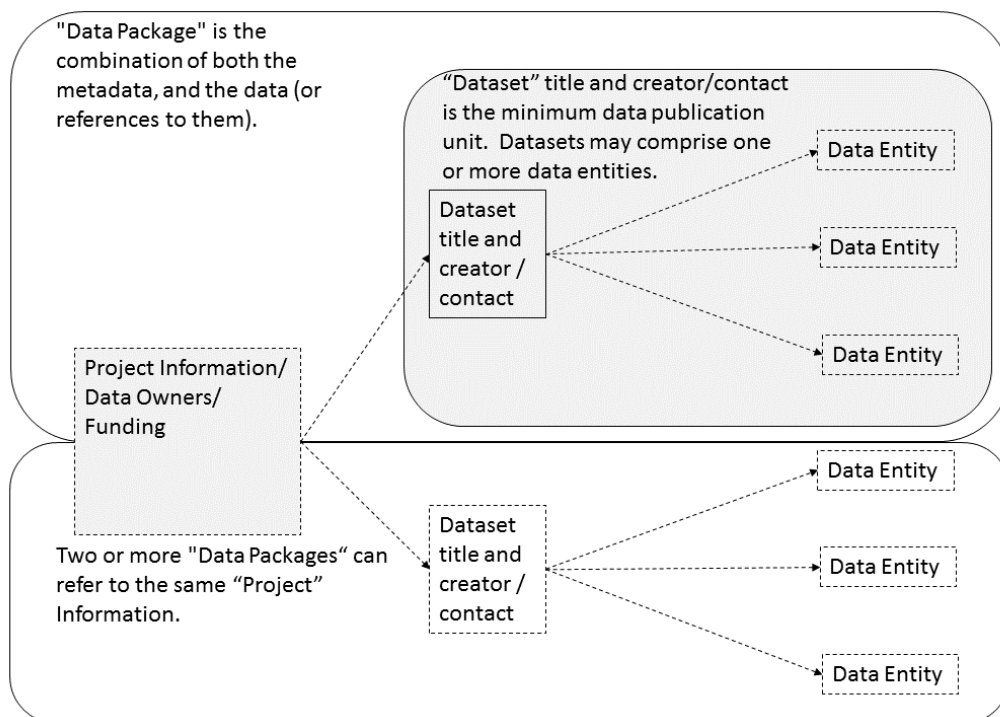 "Data Package" is the
combination of both the
metadata, and the data (or
references to them).
“Dataset” title and creator/contact
is the minimum data publication
unit.  Datasets may comprise one
or more data entities.
Data Entity
Dataset
title and
creator /
contact
Data Entity
Data Entity
Project Information/
Data Owners/
Funding
Two or more "Data Packages“ can
refer to the same “Project”
Information.
Data Entity
Dataset
title and
creator /
contact
Data Entity
Data Entity